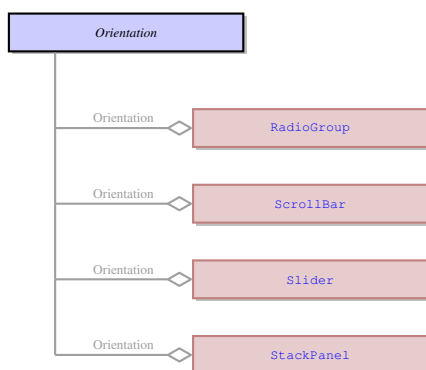 Orientation
Orientation
RadioGroup
Orientation
ScrollBar
Orientation
Slider
Orientation
StackPanel